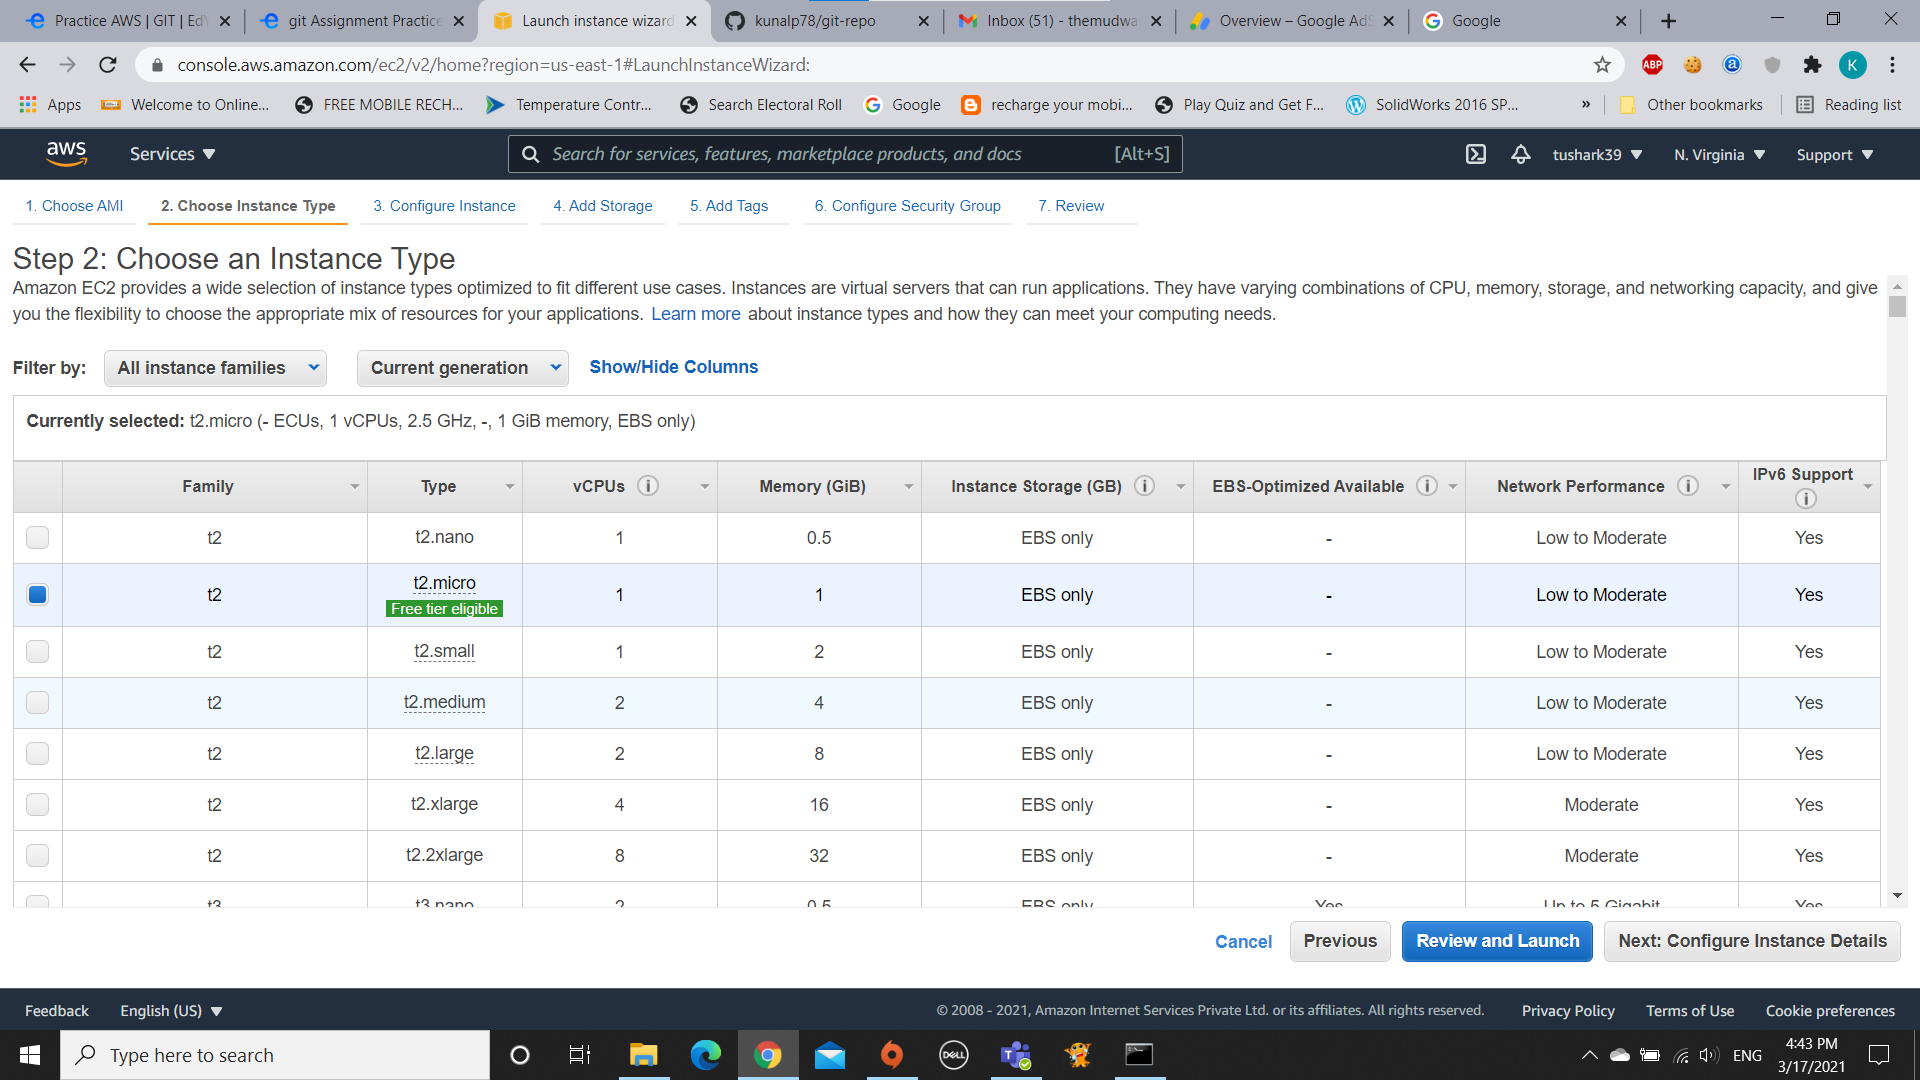 Practice AWS | GIT | Ed
git Assignment Practice
Launch instance wizard
kunalp78/git-repo
Inbox (51) - themudwa
Overview – Google Ad
Google
console.aws.amazon.com/ec2/v2/home?region=us-east-1#LaunchInstanceWizard:
ABP
K
Apps
Welcome to Online...
FREE MOBILE RECH...
Temperature Contr...
Search Electoral Roll
Google
recharge your mobi...
Play Quiz and Get F...
SolidWorks 2016 SP...
»
Other bookmarks
Reading list
aws
Services
Search for services, features, marketplace products, and docs
[Alt+S]
tushark39
N. Virginia
Support
1. Choose AMI
2. Choose Instance Type
3. Configure Instance
4. Add Storage
5. Add Tags
6. Configure Security Group
7. Review
Step 2: Choose an Instance Type
Amazon EC2 provides a wide selection of instance types optimized to fit different use cases. Instances are virtual servers that can run applications. They have varying combinations of CPU, memory, storage, and networking capacity, and give
you the flexibility to choose the appropriate mix of resources for your applications. Learn more about instance types and how they can meet your computing needs.
Filter by:
All instance families
Current generation
Show/Hide Columns
Currently selected: t2.micro (- ECUs, 1 vCPUs, 2.5 GHz, -, 1 GiB memory, EBS only)
Family Type vCPUs Memory (GiB) Instance Storage (GB) EBS-Optimized Available Network Performance IPv6 Support
t2 t2.nano 1 0.5 EBS only - Low to Moderate Yes
t2 t2.micro 1 1 EBS only - Low to Moderate Yes
Free tier eligible
t2 t2.small 1 2 EBS only - Low to Moderate Yes
t2 t2.medium 2 4 EBS only - Low to Moderate Yes
t2 t2.large 2 8 EBS only - Low to Moderate Yes
t2 t2.xlarge 4 16 EBS only - Moderate Yes
t2 t2.2xlarge 8 32 EBS only - Moderate Yes
t3 t3.nano 2 0.5 EBS only Yes Up to 5 Gigabit Yes
Cancel
Previous
Review and Launch
Next: Configure Instance Details
Feedback
English (US)
© 2008 - 2021, Amazon Internet Services Private Ltd. or its affiliates. All rights reserved.
Privacy Policy
Terms of Use
Cookie preferences
Type here to search
DELL
ENG
4:43 PM
3/17/2021